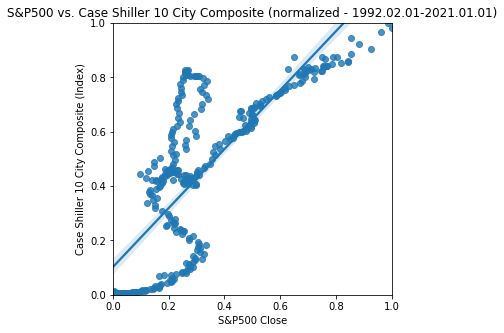 S&P500 vs. Case Shiller 10 City Composite (normalized - 1992.02.01-2021.01.01)
Case Shiller 10 City Composite (Index)
1.0
0.8
0.6
0.4
0.2
0.0
0.0 0.2 0.4 0.6 0.8 1.0
S&P500 Close